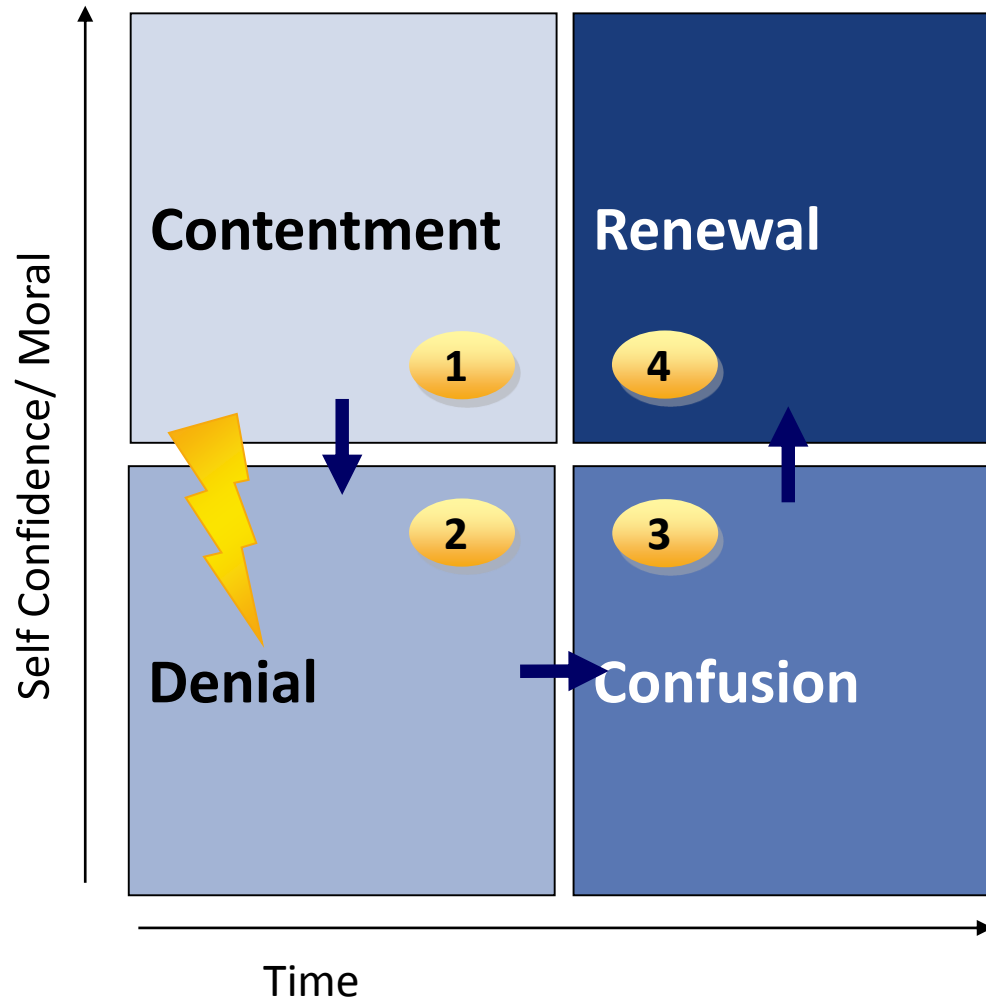 Self Confidence/ Moral
Contentment
1
Renewal
4
Denial
2
Confusion
3
Time